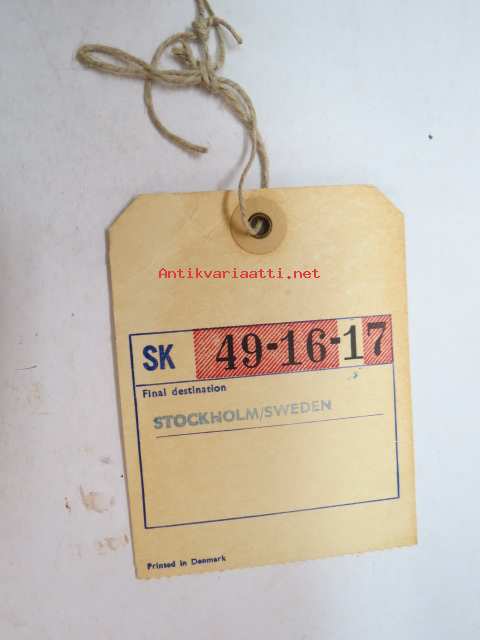 Antikvariaatti.net
SK 49-16-17
Final destination
STOCKHOLM/SWEDEN
Printed in Denmark